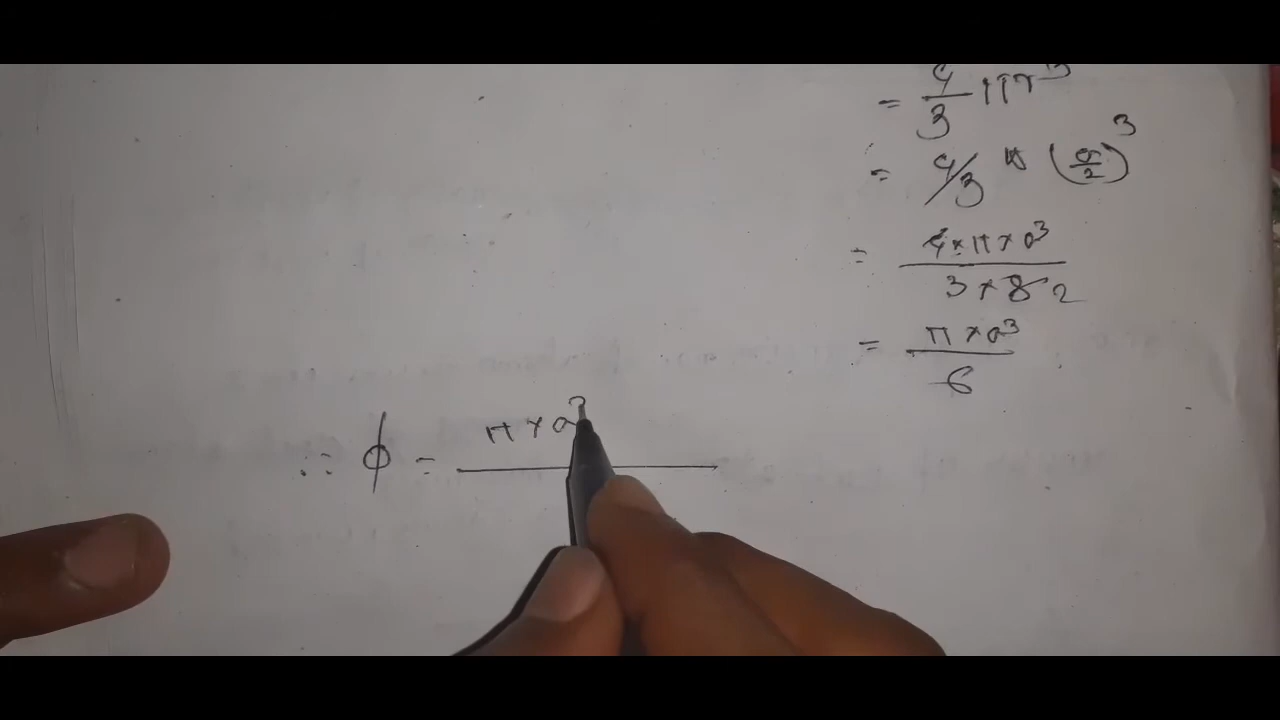 = 4/3 πr³
= 4/3 π (a/2)³
= 4×π×a³ / 3×8 2
= π×a³ / 6
∴ ϕ = π×a³